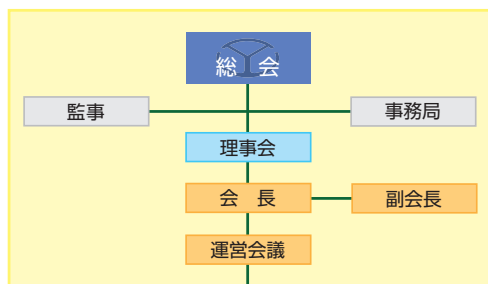 総　会
監事
事務局
理事会
会　長
副会長
運営会議